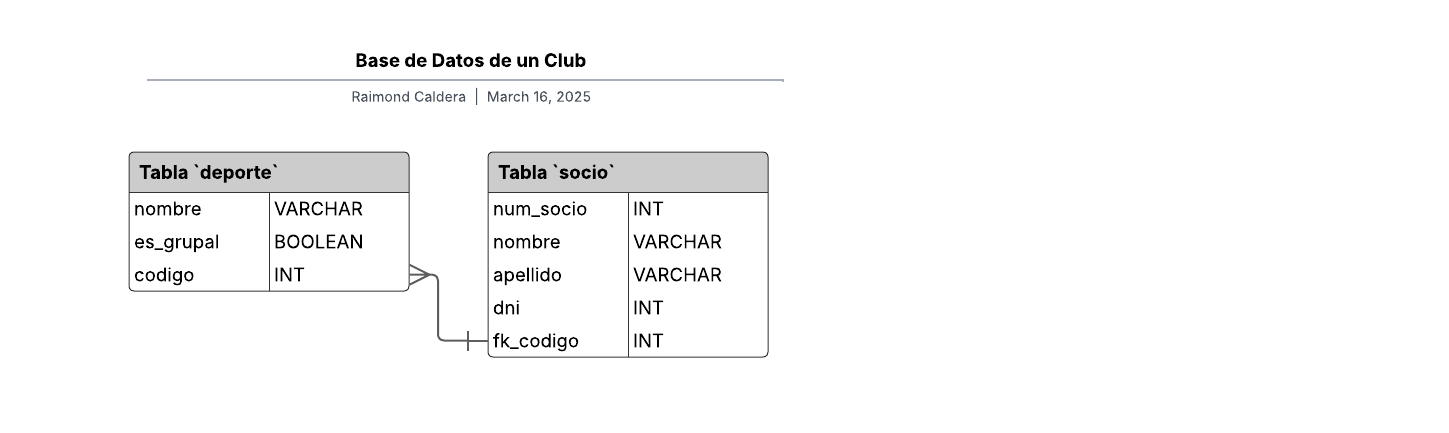 Base de Datos de un Club
Raimond Caldera | March 16, 2025
Tabla `deporte`
nombre VARCHAR
es_grupal BOOLEAN
codigo INT
Tabla `socio`
num_socio INT
nombre VARCHAR
apellido VARCHAR
dni INT
fk_codigo INT